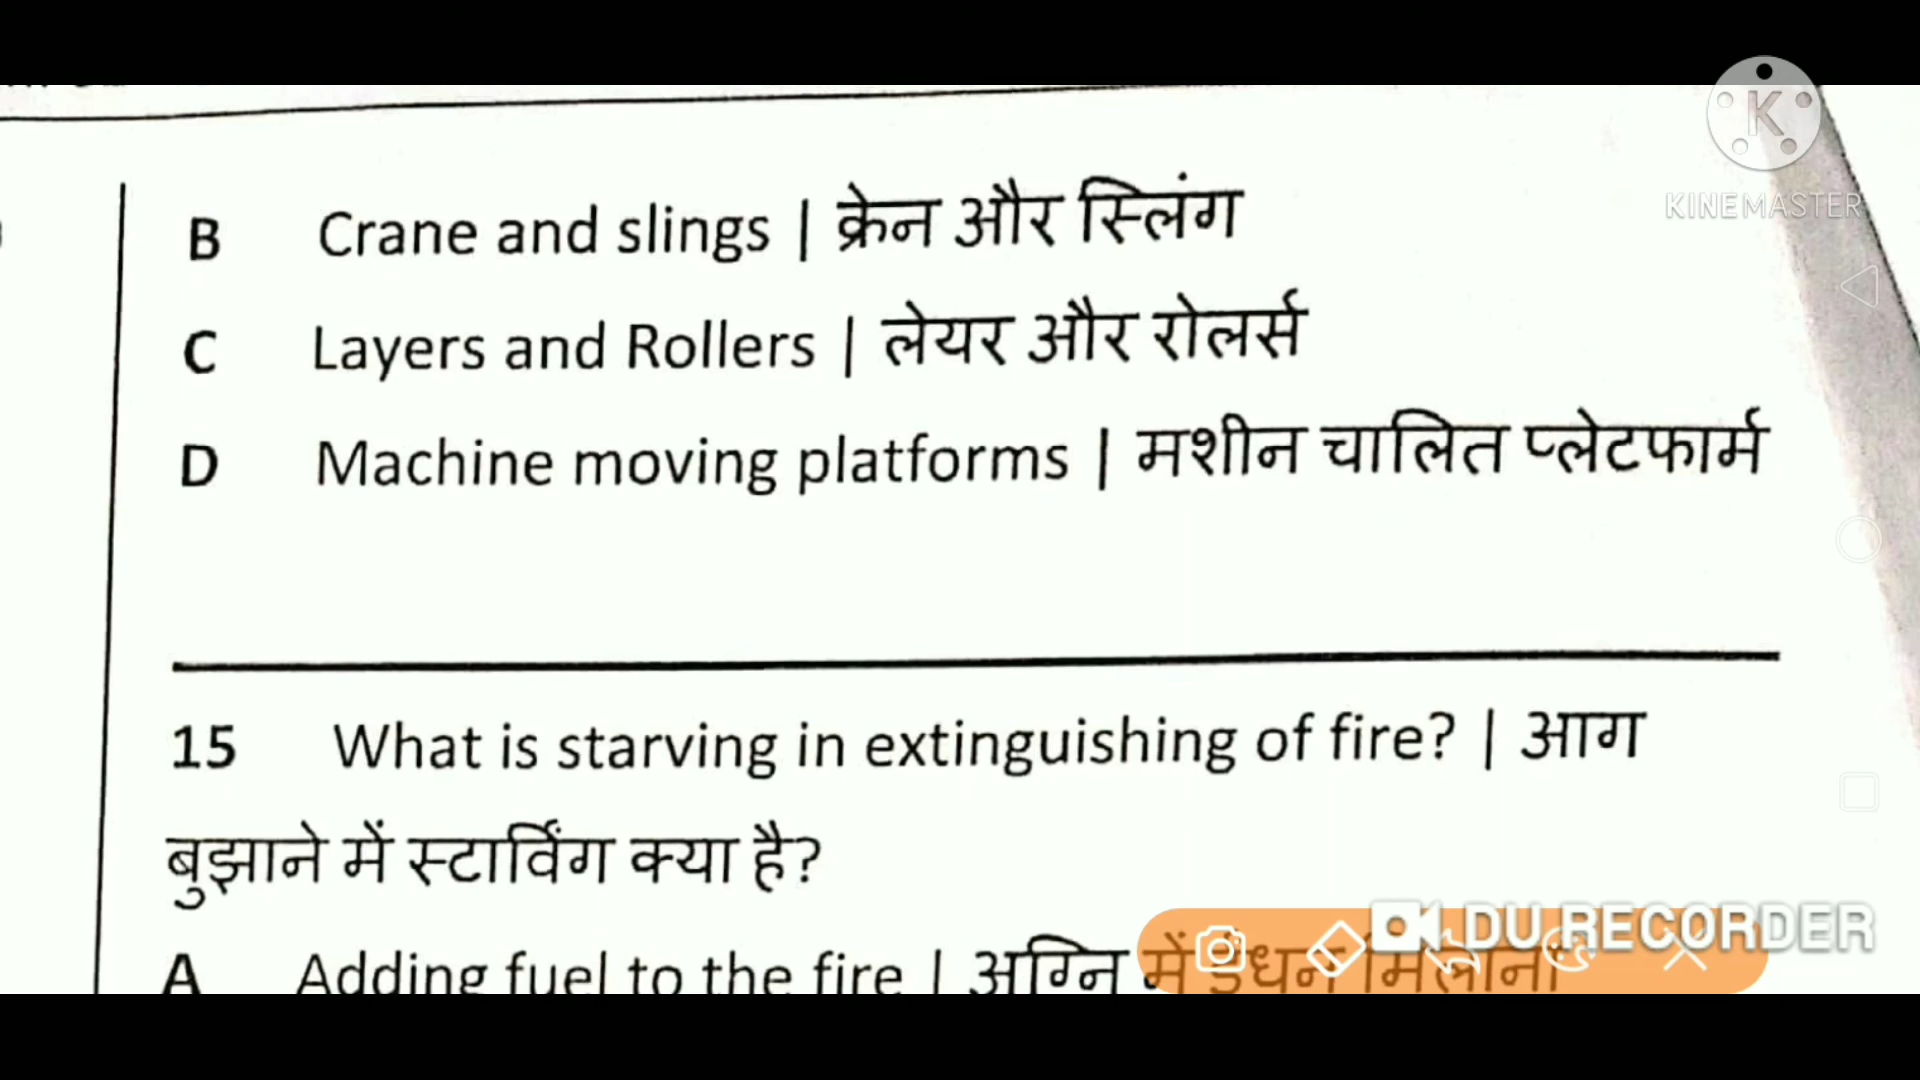 B Crane and slings | क्रेन और स्लिंग
C Layers and Rollers | लेयर और रोलर्स
D Machine moving platforms | मशीन चालित प्लेटफार्म
15 What is starving in extinguishing of fire? | आग
बुझाने में स्टार्विंग क्या है?
A Adding fuel to the fire | अग्नि में ईंधन मिलाना
K
KINEMASTER
DU RECORDER